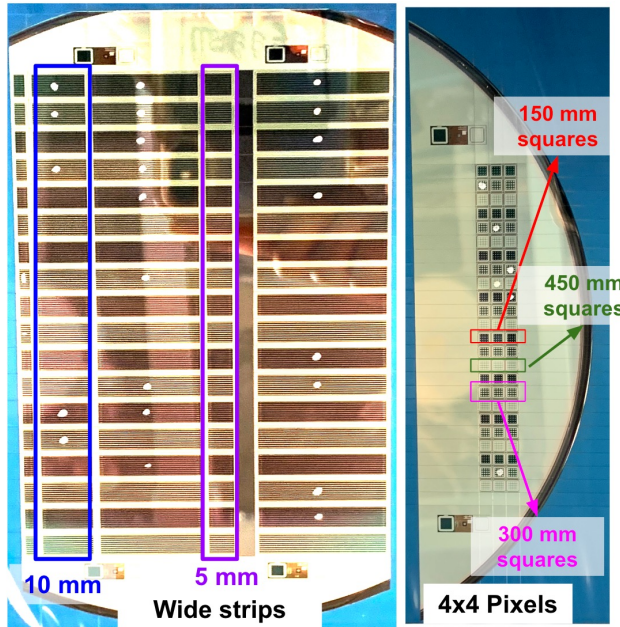 150 mm
squares
450 mm
squares
300 mm
squares
10 mm
5 mm
Wide strips
4x4 Pixels